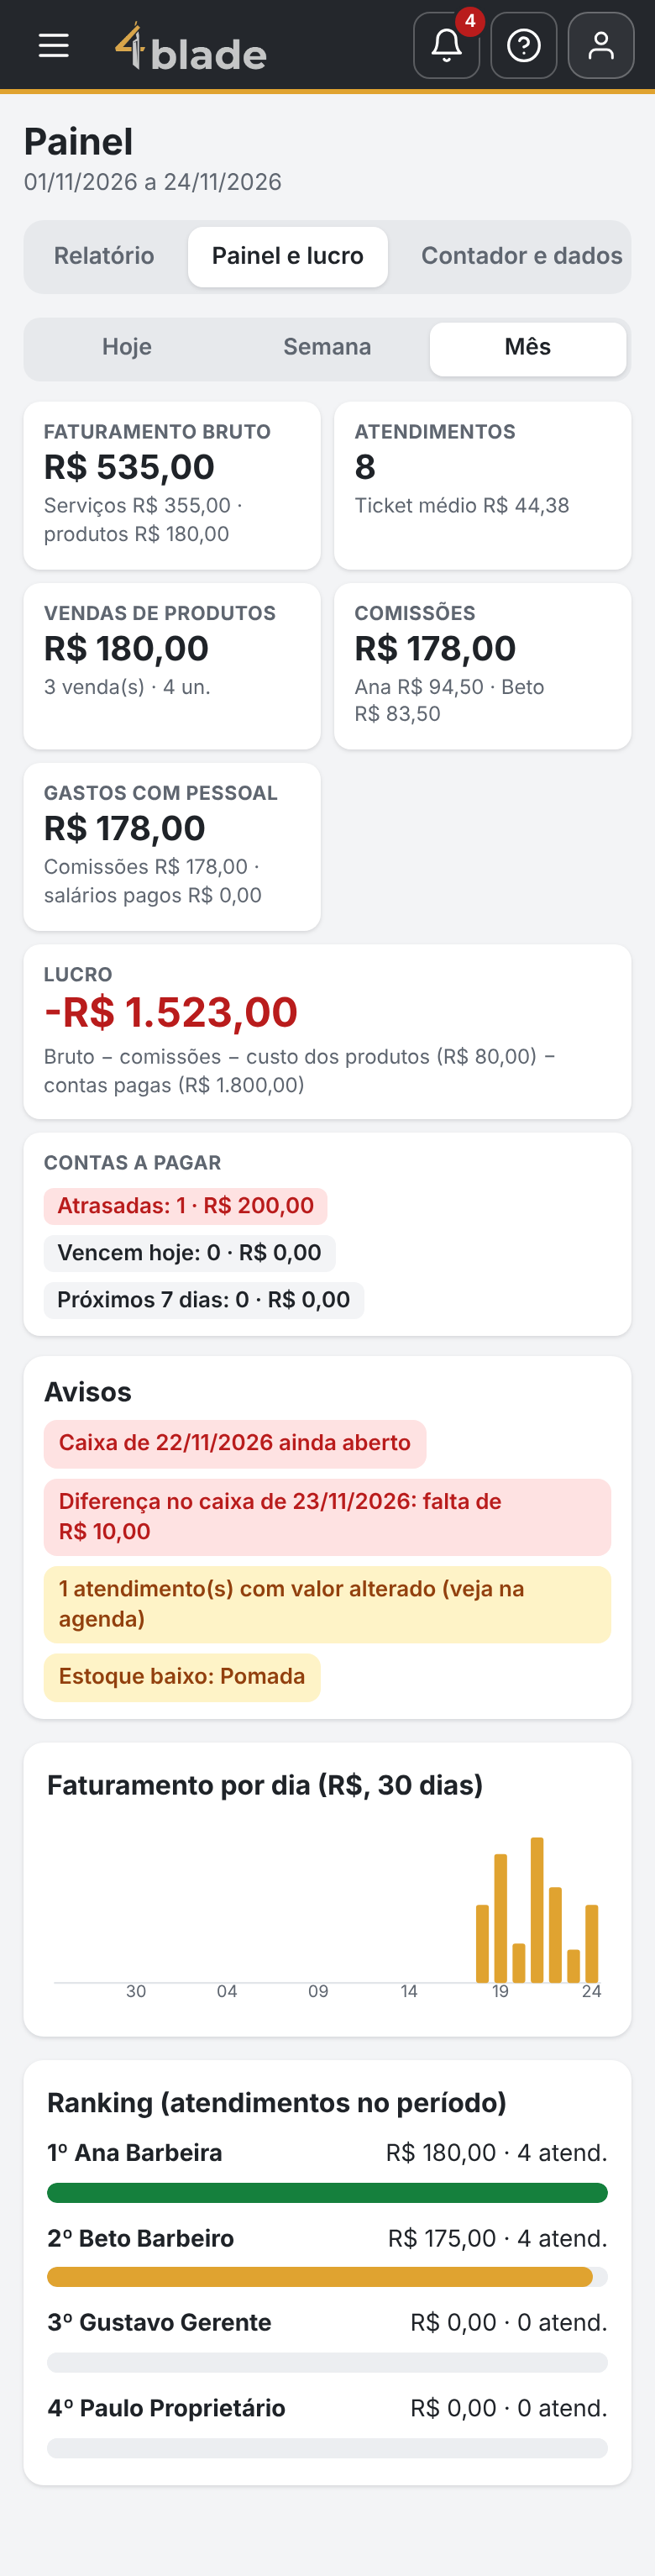 4blade
4
Painel
01/11/2026 a 24/11/2026
Relatório
Painel e lucro
Contador e dados
Hoje
Semana
Mês
FATURAMENTO BRUTO
R$ 535,00
Serviços R$ 355,00 ·
produtos R$ 180,00
ATENDIMENTOS
8
Ticket médio R$ 44,38
VENDAS DE PRODUTOS
R$ 180,00
3 venda(s) · 4 un.
COMISSÕES
R$ 178,00
Ana R$ 94,50 · Beto
R$ 83,50
GASTOS COM PESSOAL
R$ 178,00
Comissões R$ 178,00 ·
salários pagos R$ 0,00
LUCRO
-R$ 1.523,00
Bruto − comissões − custo dos produtos (R$ 80,00) −
contas pagas (R$ 1.800,00)
CONTAS A PAGAR
Atrasadas: 1 · R$ 200,00
Vencem hoje: 0 · R$ 0,00
Próximos 7 dias: 0 · R$ 0,00
Avisos
Caixa de 22/11/2026 ainda aberto
Diferença no caixa de 23/11/2026: falta de
R$ 10,00
1 atendimento(s) com valor alterado (veja na
agenda)
Estoque baixo: Pomada
Faturamento por dia (R$, 30 dias)
30 04 09 14 19 24
Ranking (atendimentos no período)
1º Ana Barbeira R$ 180,00 · 4 atend.
2º Beto Barbeiro R$ 175,00 · 4 atend.
3º Gustavo Gerente R$ 0,00 · 0 atend.
4º Paulo Proprietário R$ 0,00 · 0 atend.